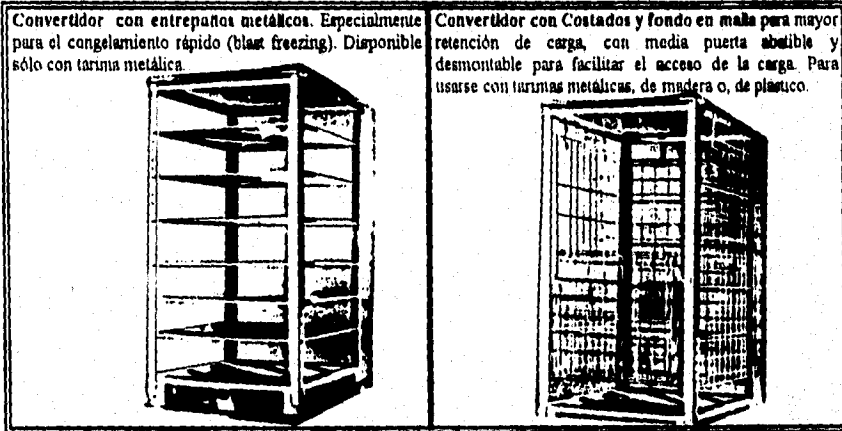 Convertidor con entrepaños metálicos. Especialmente
para el congelamiento rápido (blast freezing). Disponible
sólo con tarima metálica.
Convertidor con Costados y fondo en malla para mayor
retención de carga, con media puerta abatible y
desmontable para facilitar el acceso de la carga. Para
usarse con tarimas metálicas, de madera o, de plástico.